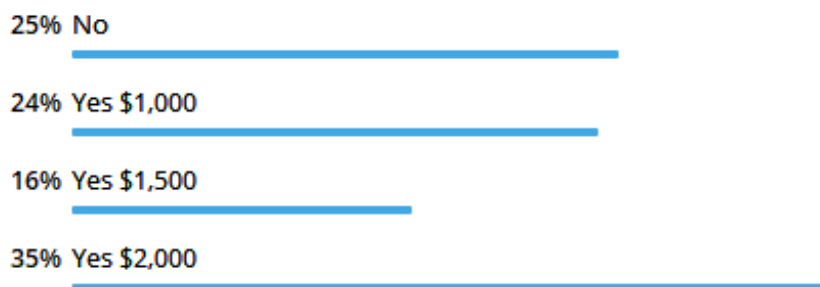 25% No
24% Yes $1,000
16% Yes $1,500
35% Yes $2,000